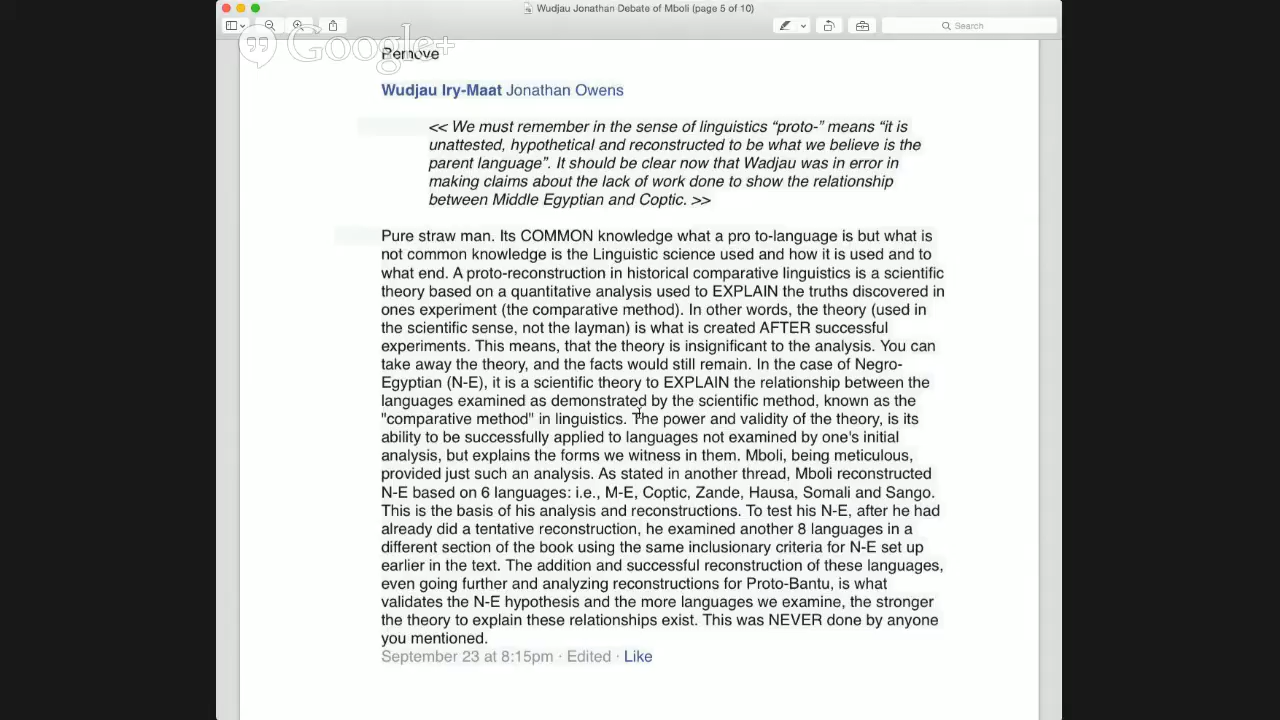 Wudjau Jonathan Debate of Mboli (page 5 of 10)
Search
Google+
Remove
Wudjau Iry-Maat Jonathan Owens
<< We must remember in the sense of linguistics “proto-” means “it is
unattested, hypothetical and reconstructed to be what we believe is the
parent language”. It should be clear now that Wadjau was in error in
making claims about the lack of work done to show the relationship
between Middle Egyptian and Coptic. >>
Pure straw man. Its COMMON knowledge what a pro to-language is but what is
not common knowledge is the Linguistic science used and how it is used and to
what end. A proto-reconstruction in historical comparative linguistics is a scientific
theory based on a quantitative analysis used to EXPLAIN the truths discovered in
ones experiment (the comparative method). In other words, the theory (used in
the scientific sense, not the layman) is what is created AFTER successful
experiments. This means, that the theory is insignificant to the analysis. You can
take away the theory, and the facts would still remain. In the case of Negro-
Egyptian (N-E), it is a scientific theory to EXPLAIN the relationship between the
languages examined as demonstrated by the scientific method, known as the
"comparative method" in linguistics. The power and validity of the theory, is its
ability to be successfully applied to languages not examined by one's initial
analysis, but explains the forms we witness in them. Mboli, being meticulous,
provided just such an analysis. As stated in another thread, Mboli reconstructed
N-E based on 6 languages: i.e., M-E, Coptic, Zande, Hausa, Somali and Sango.
This is the basis of his analysis and reconstructions. To test his N-E, after he had
already did a tentative reconstruction, he examined another 8 languages in a
different section of the book using the same inclusionary criteria for N-E set up
earlier in the text. The addition and successful reconstruction of these languages,
even going further and analyzing reconstructions for Proto-Bantu, is what
validates the N-E hypothesis and the more languages we examine, the stronger
the theory to explain these relationships exist. This was NEVER done by anyone
you mentioned.
September 23 at 8:15pm · Edited · Like